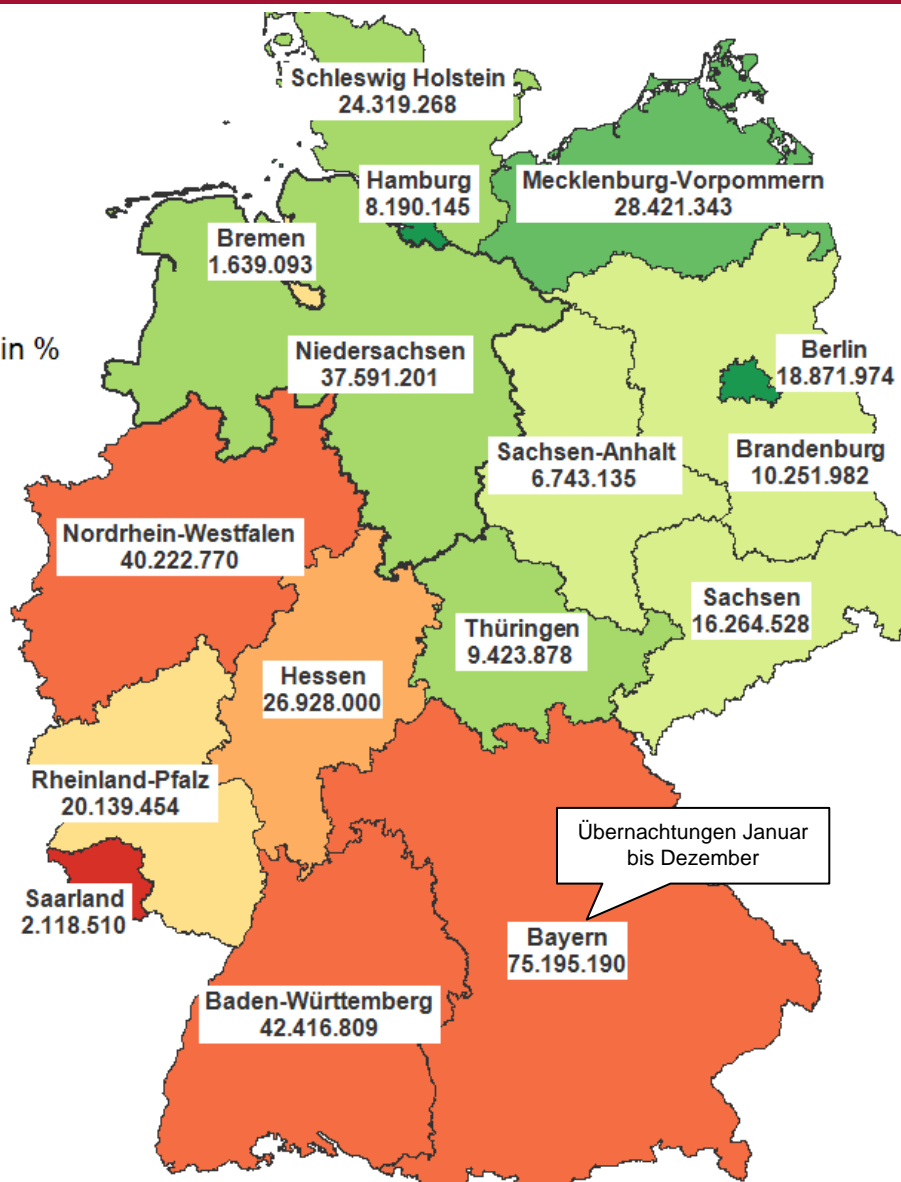 Schleswig Holstein
24.319.268
Hamburg
8.190.145
Mecklenburg-Vorpommern
28.421.343
Bremen
1.639.093
in %
Niedersachsen
37.591.201
Berlin
18.871.974
Sachsen-Anhalt
6.743.135
Brandenburg
10.251.982
Nordrhein-Westfalen
40.222.770
Sachsen
16.264.528
Thüringen
9.423.878
Hessen
26.928.000
Rheinland-Pfalz
20.139.454
Übernachtungen Januar
bis Dezember
Saarland
2.118.510
Bayern
75.195.190
Baden-Württemberg
42.416.809